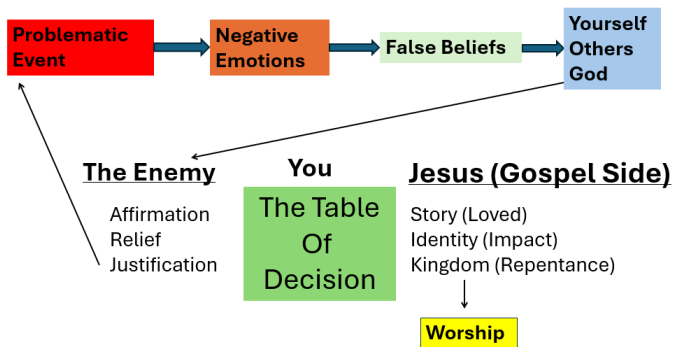 Problematic
Event
Negative
Emotions
False Beliefs
Yourself
Others
God
The Enemy
Affirmation
Relief
Justification
You
The Table
Of
Decision
Jesus (Gospel Side)
Story (Loved)
Identity (Impact)
Kingdom (Repentance)
Worship